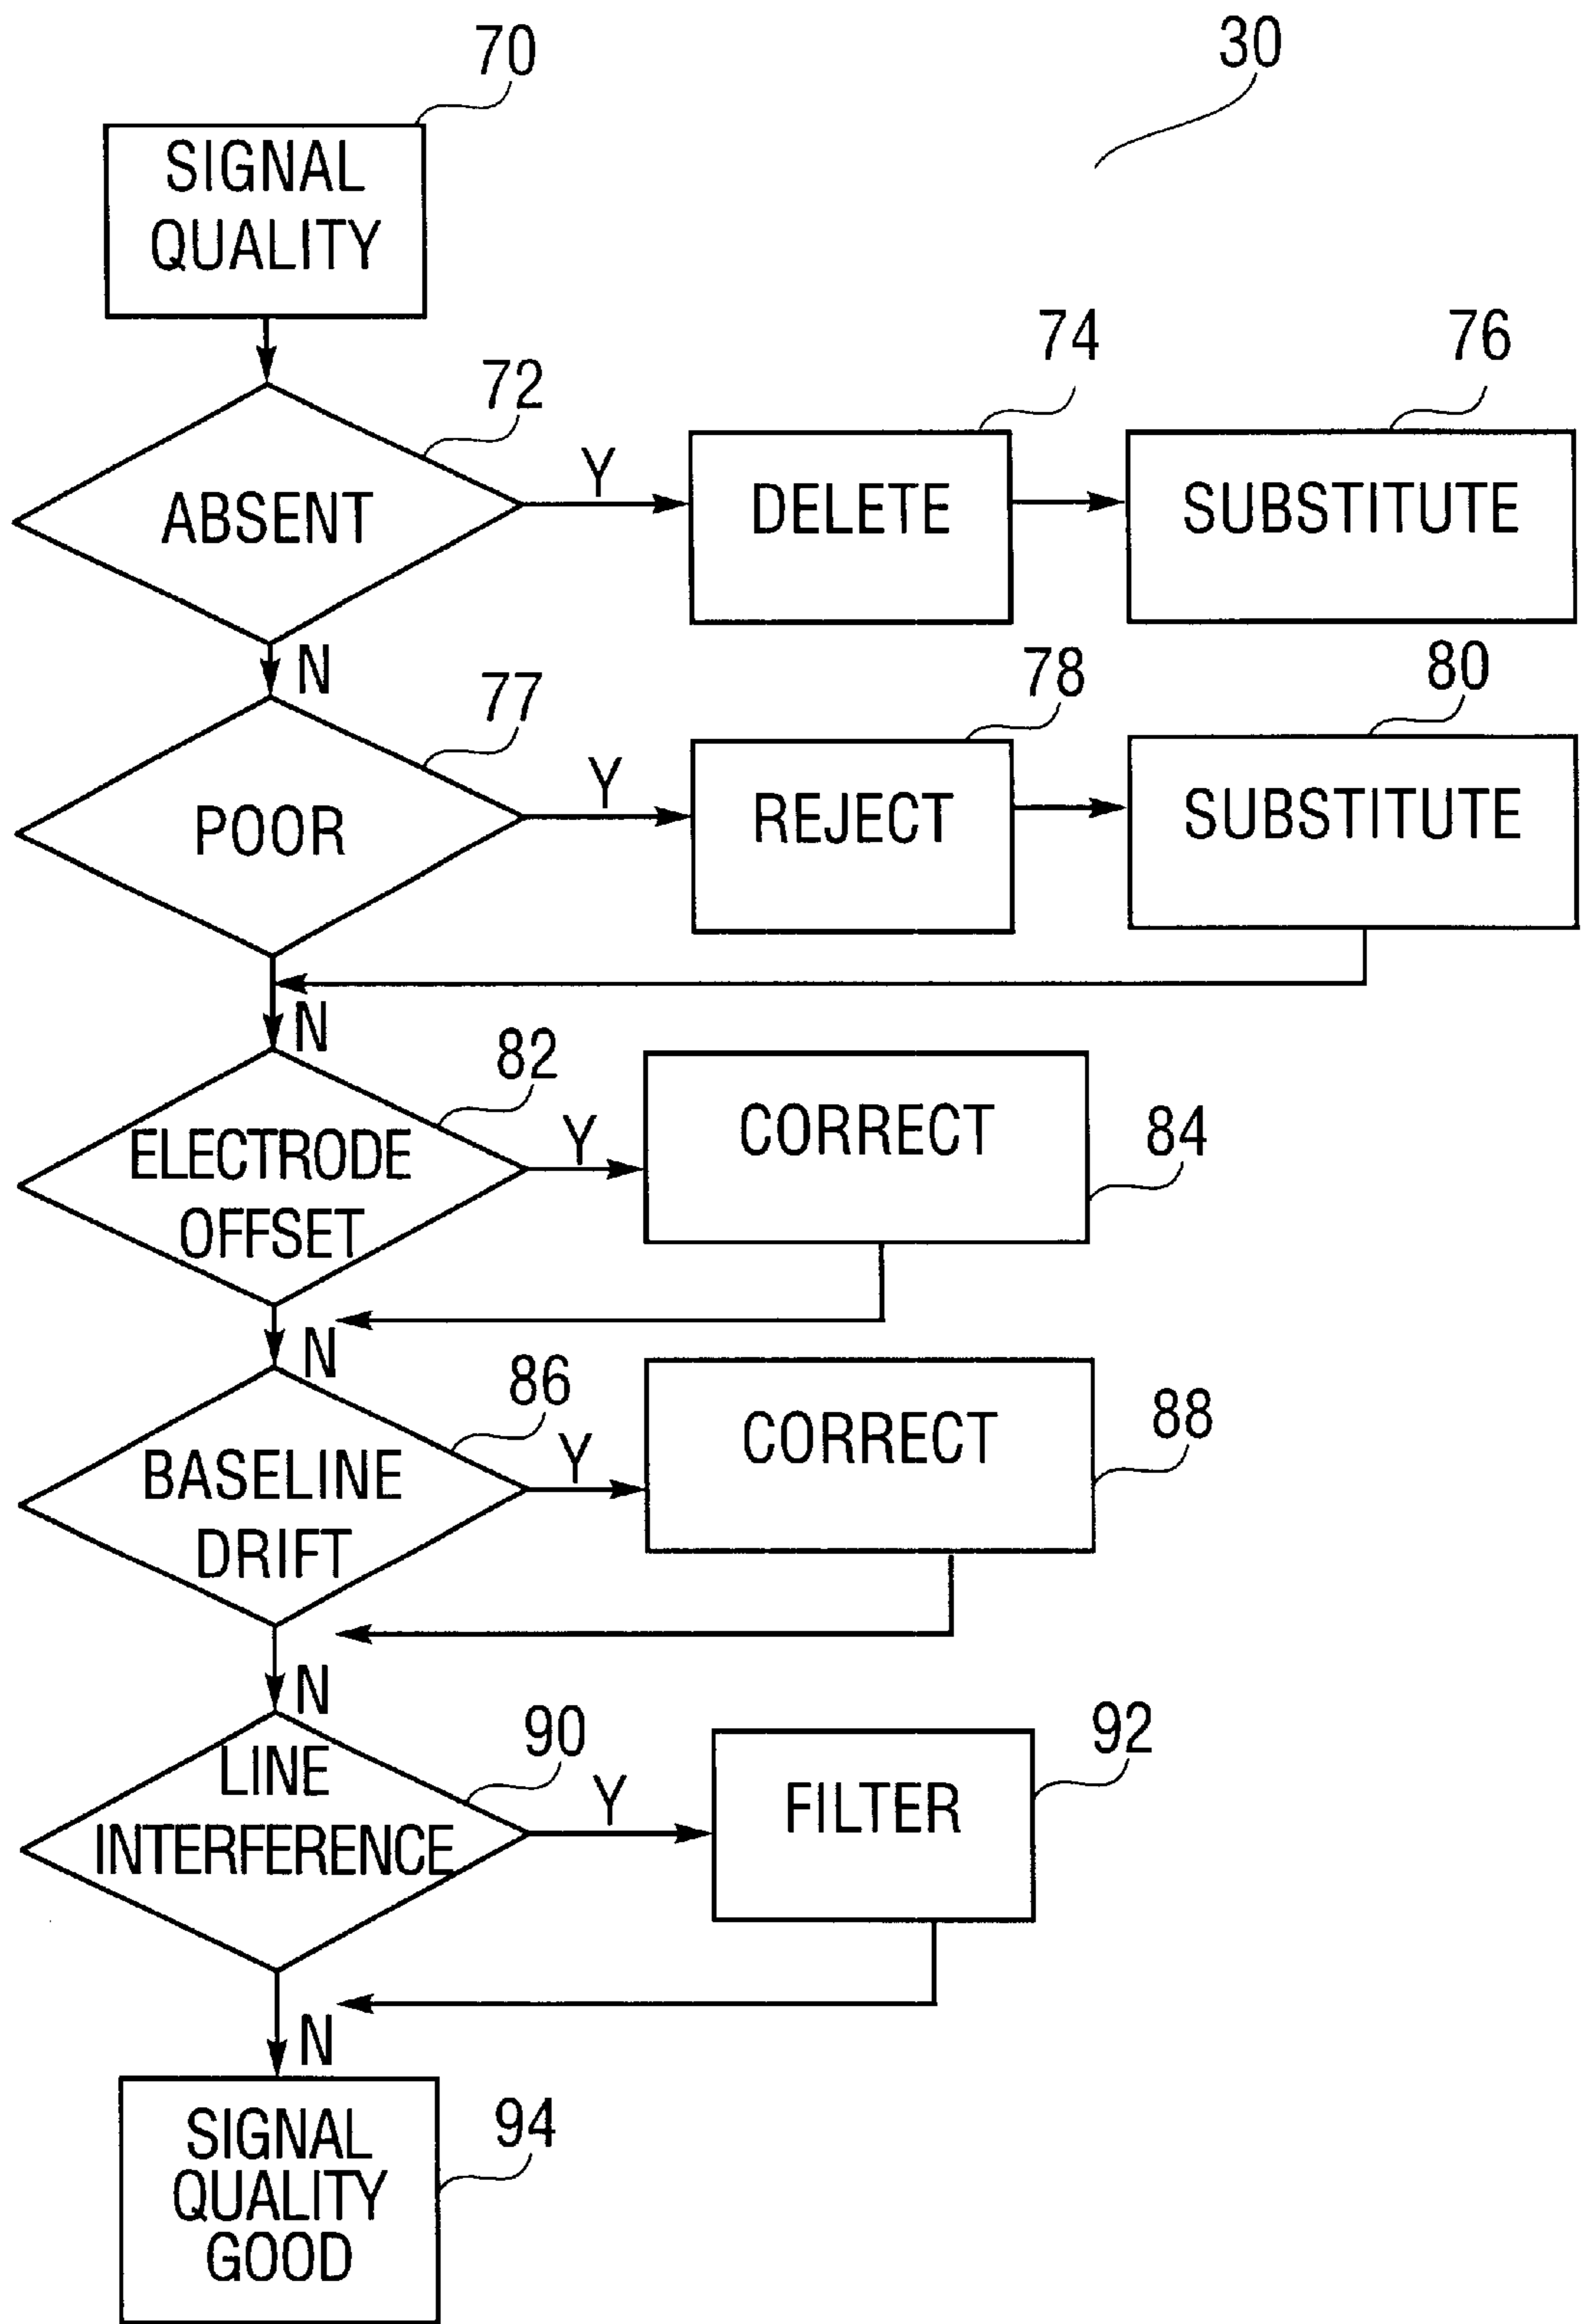 70
30
SIGNAL
QUALITY
72
74
76
ABSENT
Y
DELETE
SUBSTITUTE
N
77
78
80
POOR
Y
REJECT
SUBSTITUTE
N
82
ELECTRODE
OFFSET
Y
CORRECT
84
N
86
BASELINE
DRIFT
Y
CORRECT
88
N
90
LINE
INTERFERENCE
Y
FILTER
92
N
SIGNAL
QUALITY
GOOD
94